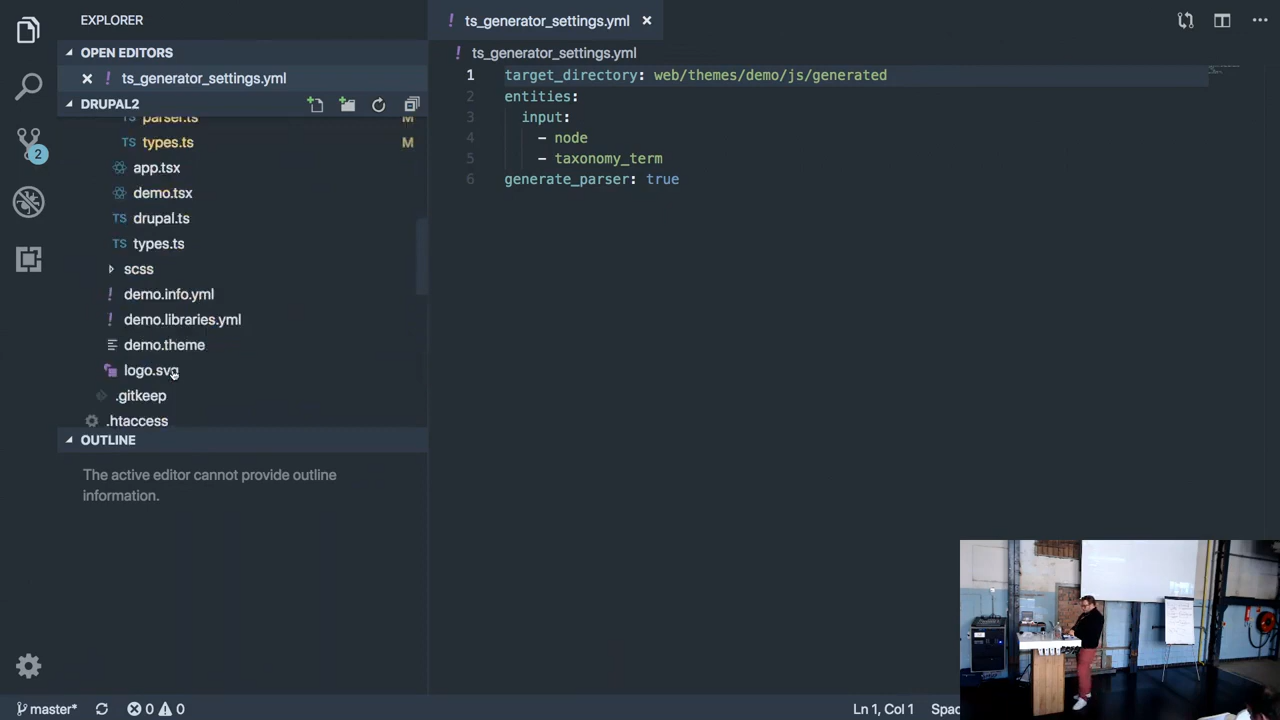 EXPLORER
OPEN EDITORS
ts_generator_settings.yml
DRUPAL2
parser.ts M
types.ts M
app.tsx
demo.tsx
drupal.ts
types.ts
scss
demo.info.yml
demo.libraries.yml
demo.theme
logo.svg
.gitkeep
.htaccess
OUTLINE
The active editor cannot provide outline
information.
2
master* 0 0
ts_generator_settings.yml
ts_generator_settings.yml
1 target_directory: web/themes/demo/js/generated
2 entities:
3 input:
4 - node
5 - taxonomy_term
6 generate_parser: true
Ln 1, Col 1 Spac